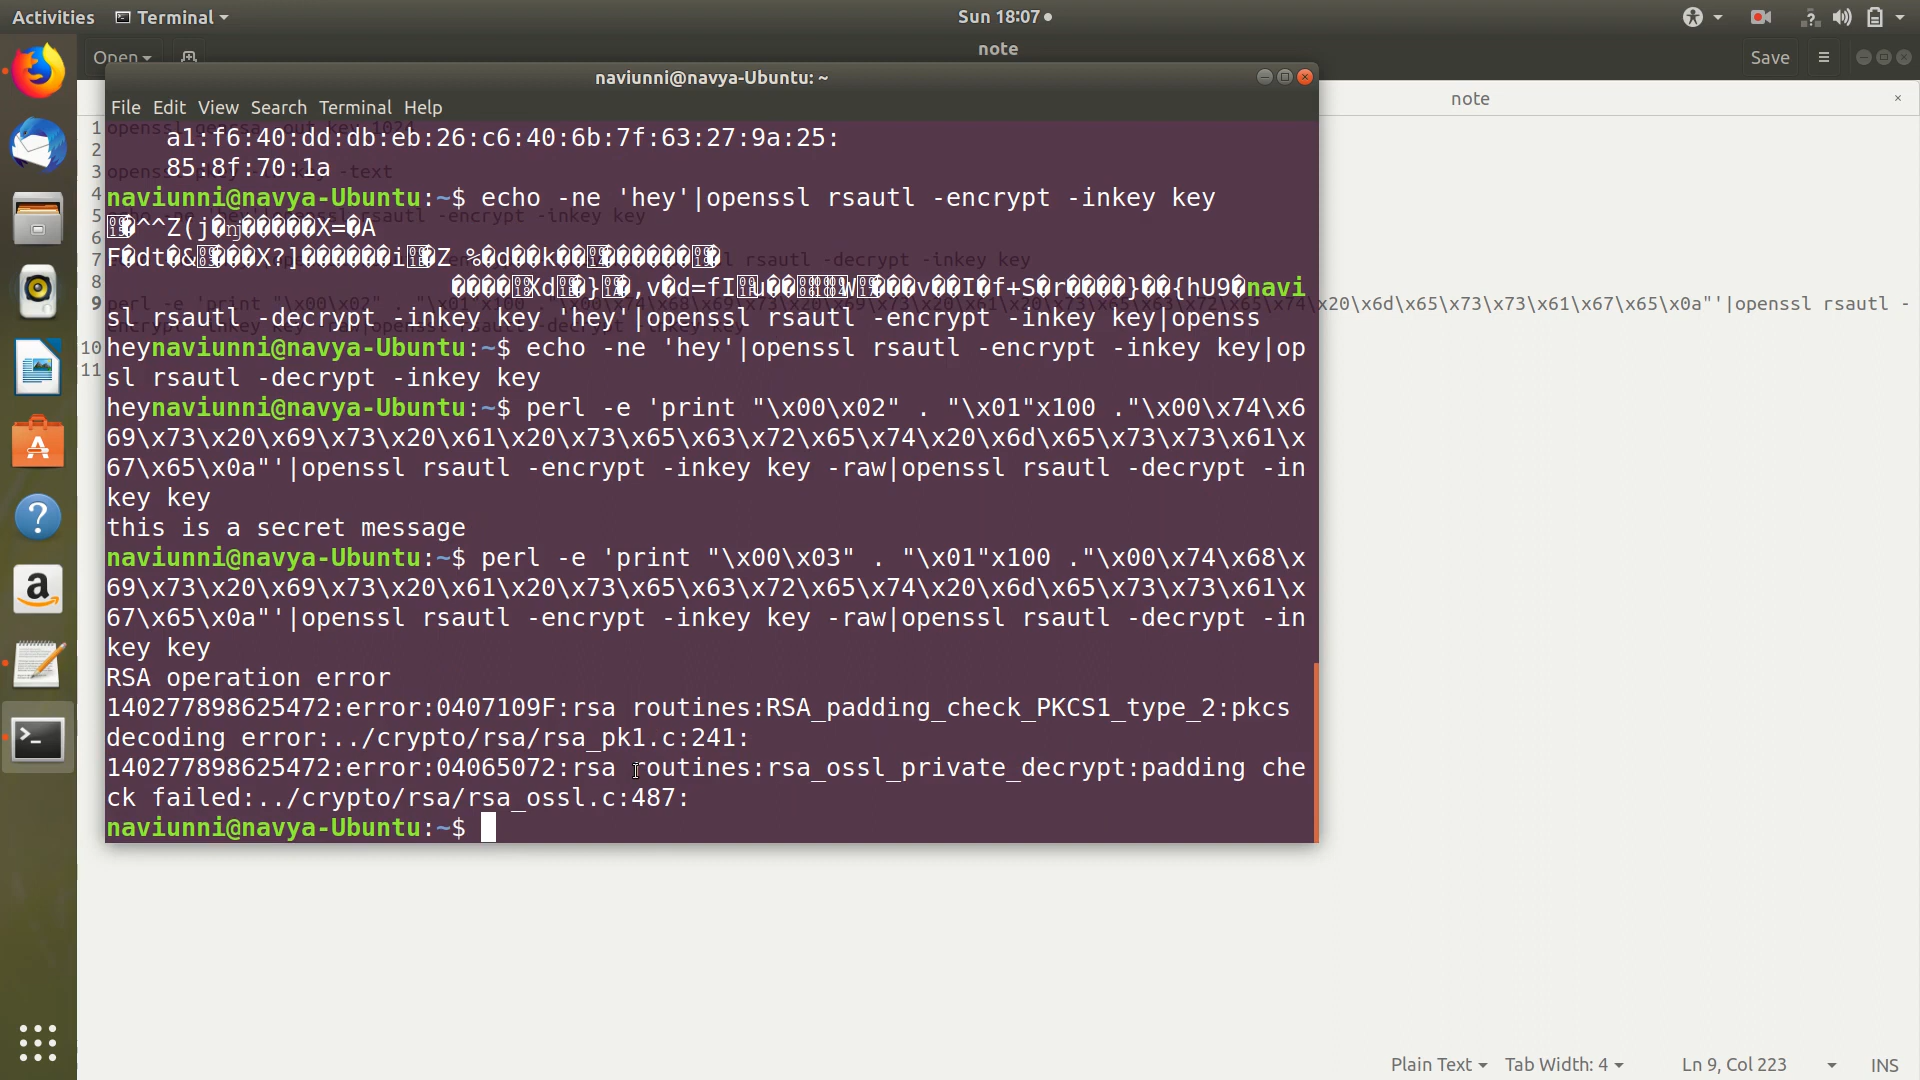 Activities Terminal Sun 18:07
Open note Save
naviunni@navya-Ubuntu: ~
note
File Edit View Search Terminal Help
a1:f6:40:dd:db:eb:26:c6:40:6b:7f:63:27:9a:25:
85:8f:70:1a
naviunni@navya-Ubuntu:~$ echo -ne 'hey'|openssl rsautl -encrypt -inkey key
sl rsautl -decrypt -inkey key 'hey'|openssl rsautl -encrypt -inkey key|openss
heynaviunni@navya-Ubuntu:~$ echo -ne 'hey'|openssl rsautl -encrypt -inkey key|op
sl rsautl -decrypt -inkey key
heynaviunni@navya-Ubuntu:~$ perl -e 'print "\x00\x02" . "\x01"x100 ."\x00\x74\x6
69\x73\x20\x69\x73\x20\x61\x20\x73\x65\x63\x72\x65\x74\x20\x6d\x65\x73\x73\x61\x
67\x65\x0a"'|openssl rsautl -encrypt -inkey key -raw|openssl rsautl -decrypt -in
key key
this is a secret message
naviunni@navya-Ubuntu:~$ perl -e 'print "\x00\x03" . "\x01"x100 ."\x00\x74\x68\x
69\x73\x20\x69\x73\x20\x61\x20\x73\x65\x63\x72\x65\x74\x20\x6d\x65\x73\x73\x61\x
67\x65\x0a"'|openssl rsautl -encrypt -inkey key -raw|openssl rsautl -decrypt -in
key key
RSA operation error
140277898625472:error:0407109F:rsa routines:RSA_padding_check_PKCS1_type_2:pkcs
decoding error:../crypto/rsa/rsa_pk1.c:241:
140277898625472:error:04065072:rsa routines:rsa_ossl_private_decrypt:padding che
ck failed:../crypto/rsa/rsa_ossl.c:487:
naviunni@navya-Ubuntu:~$
1
2
3
4
5
6
7
8
9
10
11
\x20\x6d\x65\x73\x73\x61\x67\x65\x0a"'|openssl rsautl -
Plain Text Tab Width: 4 Ln 9, Col 223 INS